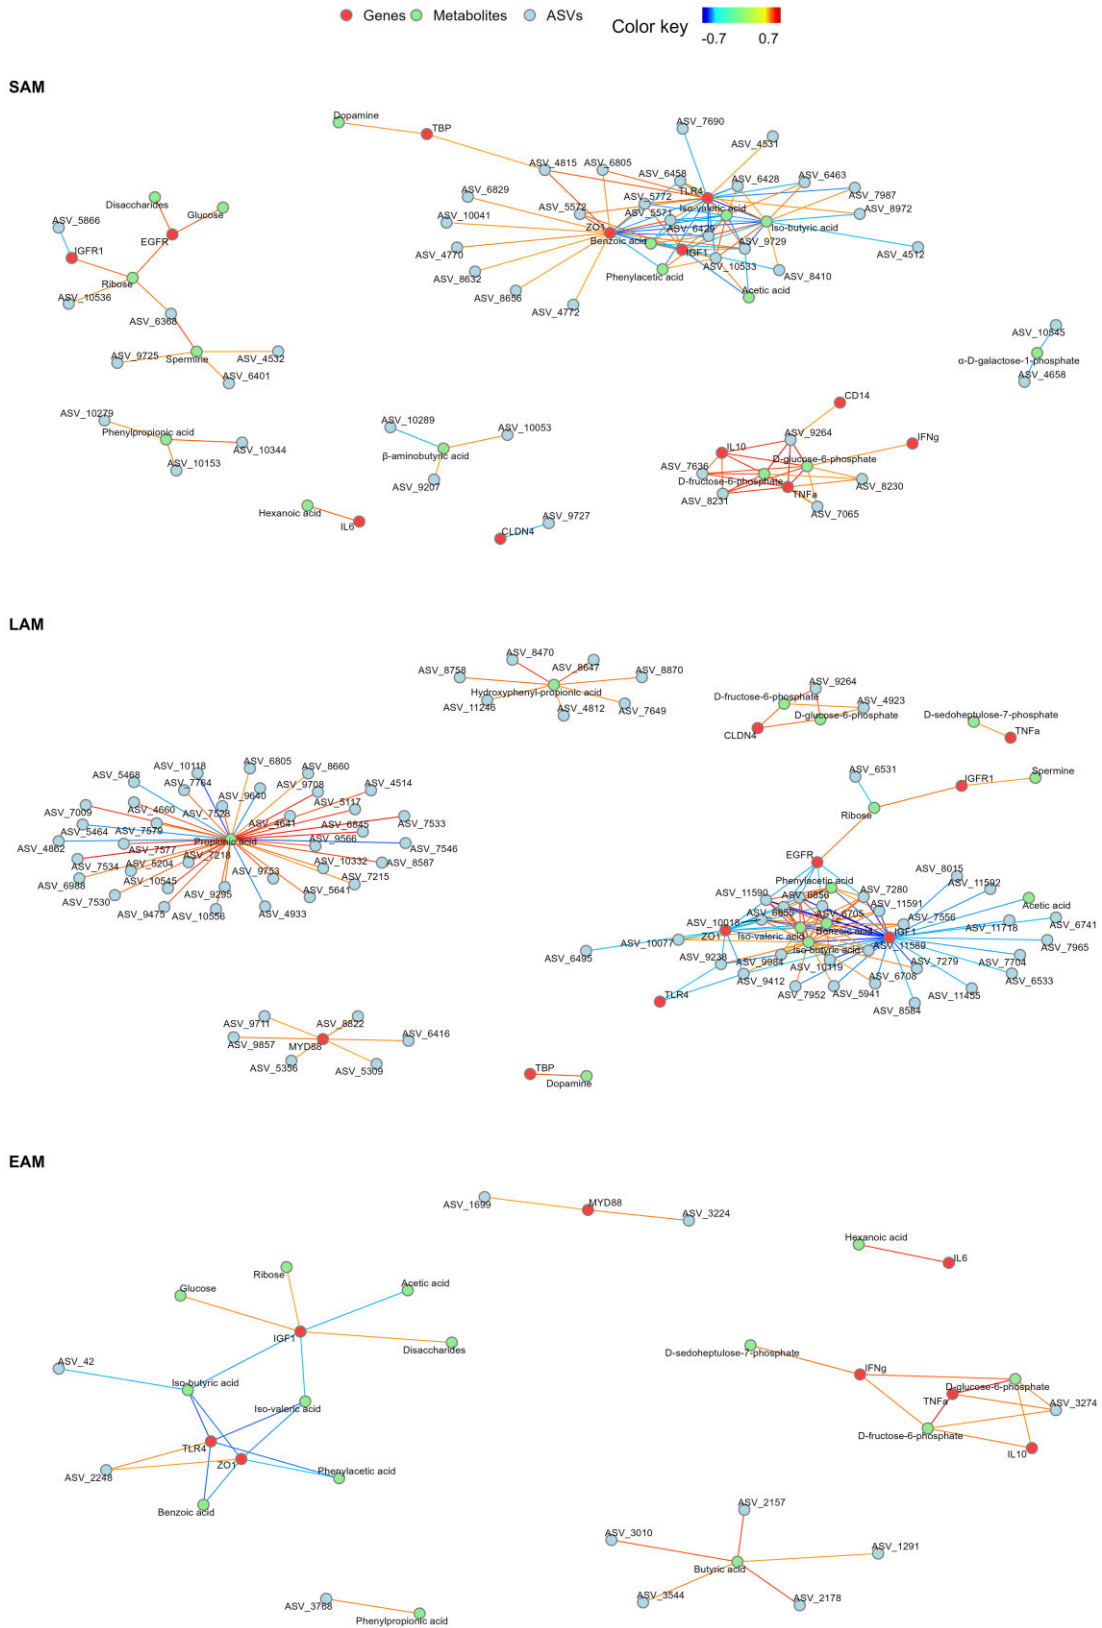 Genes Metabolites ASVs Color key
-0.7 0.7
SAM
Dopamine
TBP
ASV_7690
ASV_4531
ASV_4815 ASV_6805
ASV_6458 ASV_6428 ASV_6463
TLR4
ASV_6829
ASV_5772
Iso-valeric acid
ASV_7987
ASV_5572
ASV_5571
ASV_8972
ASV_10041
ZO1
ASV_6429
Iso-butyric acid
Benzoic acid
ASV_9729
ASV_4512
ASV_4770
IGF1
ASV_10533
ASV_8632
Phenylacetic acid
ASV_8410
ASV_8656
Acetic acid
ASV_4772
Disaccharides
Glucose
ASV_5866
EGFR
IGFR1
Ribose
ASV_10536
ASV_6368
ASV_9725
Spermine
ASV_4532
ASV_6401
ASV_10845
α-D-galactose-1-phosphate
ASV_4658
ASV_10279
Phenylpropionic acid
ASV_10344
ASV_10153
ASV_10289
ASV_10053
β-aminobutyric acid
ASV_9207
CD14
ASV_9264
IFNg
IL10
D-glucose-6-phosphate
ASV_7636
D-fructose-6-phosphate
ASV_8230
TNFa
ASV_8231
ASV_7065
Hexanoic acid
IL6
ASV_9727
CLDN4
LAM
ASV_8470
ASV_8647
ASV_8758
ASV_8870
Hydroxyphenyl-propionic acid
ASV_11246
ASV_4812
ASV_7649
ASV_9264
D-fructose-6-phosphate
ASV_4923
D-glucose-6-phosphate
CLDN4
D-sedoheptulose-7-phosphate
TNFa
ASV_5468
ASV_10118
ASV_6805
ASV_8660
ASV_7764
ASV_9708
ASV_4514
ASV_9640
ASV_7009
ASV_4660
ASV_7528
ASV_5117
ASV_5464
ASV_7579
ASV_4641
ASV_6845
ASV_7533
ASV_4862
Propionic acid
ASV_9566
ASV_7546
ASV_7577
ASV_7218
ASV_7534
ASV_5204
ASV_9753
ASV_10332
ASV_8587
ASV_6988
ASV_10545
ASV_7215
ASV_7530
ASV_9295
ASV_5641
ASV_9475
ASV_10556
ASV_4933
ASV_6531
IGFR1
Spermine
Ribose
EGFR
ASV_8015
Phenylacetic acid
ASV_11592
ASV_11590
ASV_6856
ASV_7280
Acetic acid
ASV_11591
ASV_10018
ASV_6705
ASV_7556
ASV_6741
Benzoic acid
IGF1
ASV_11718
ZO1
Iso-valeric acid
ASV_10077
Iso-butyric acid
ASV_11589
ASV_7965
ASV_6495
ASV_9238
ASV_9984
ASV_7704
ASV_10119
ASV_7279
ASV_9412
ASV_6708
ASV_6533
TLR4
ASV_7952
ASV_5941
ASV_11455
ASV_8584
ASV_9711
ASV_8822
ASV_6416
ASV_9857
MYD88
ASV_5356
ASV_5309
TBP
Dopamine
EAM
ASV_1699
MYD88
ASV_3224
Hexanoic acid
IL6
Ribose
Glucose
Acetic acid
IGF1
Disaccharides
ASV_42
Iso-butyric acid
Iso-valeric acid
TLR4
ZO1
ASV_2248
Phenylacetic acid
Benzoic acid
D-sedoheptulose-7-phosphate
IFNg
D-glucose-6-phosphate
TNFa
ASV_3274
D-fructose-6-phosphate
IL10
ASV_2157
ASV_3010
ASV_1291
Butyric acid
ASV_3544
ASV_2178
ASV_3768
Phenylpropionic acid